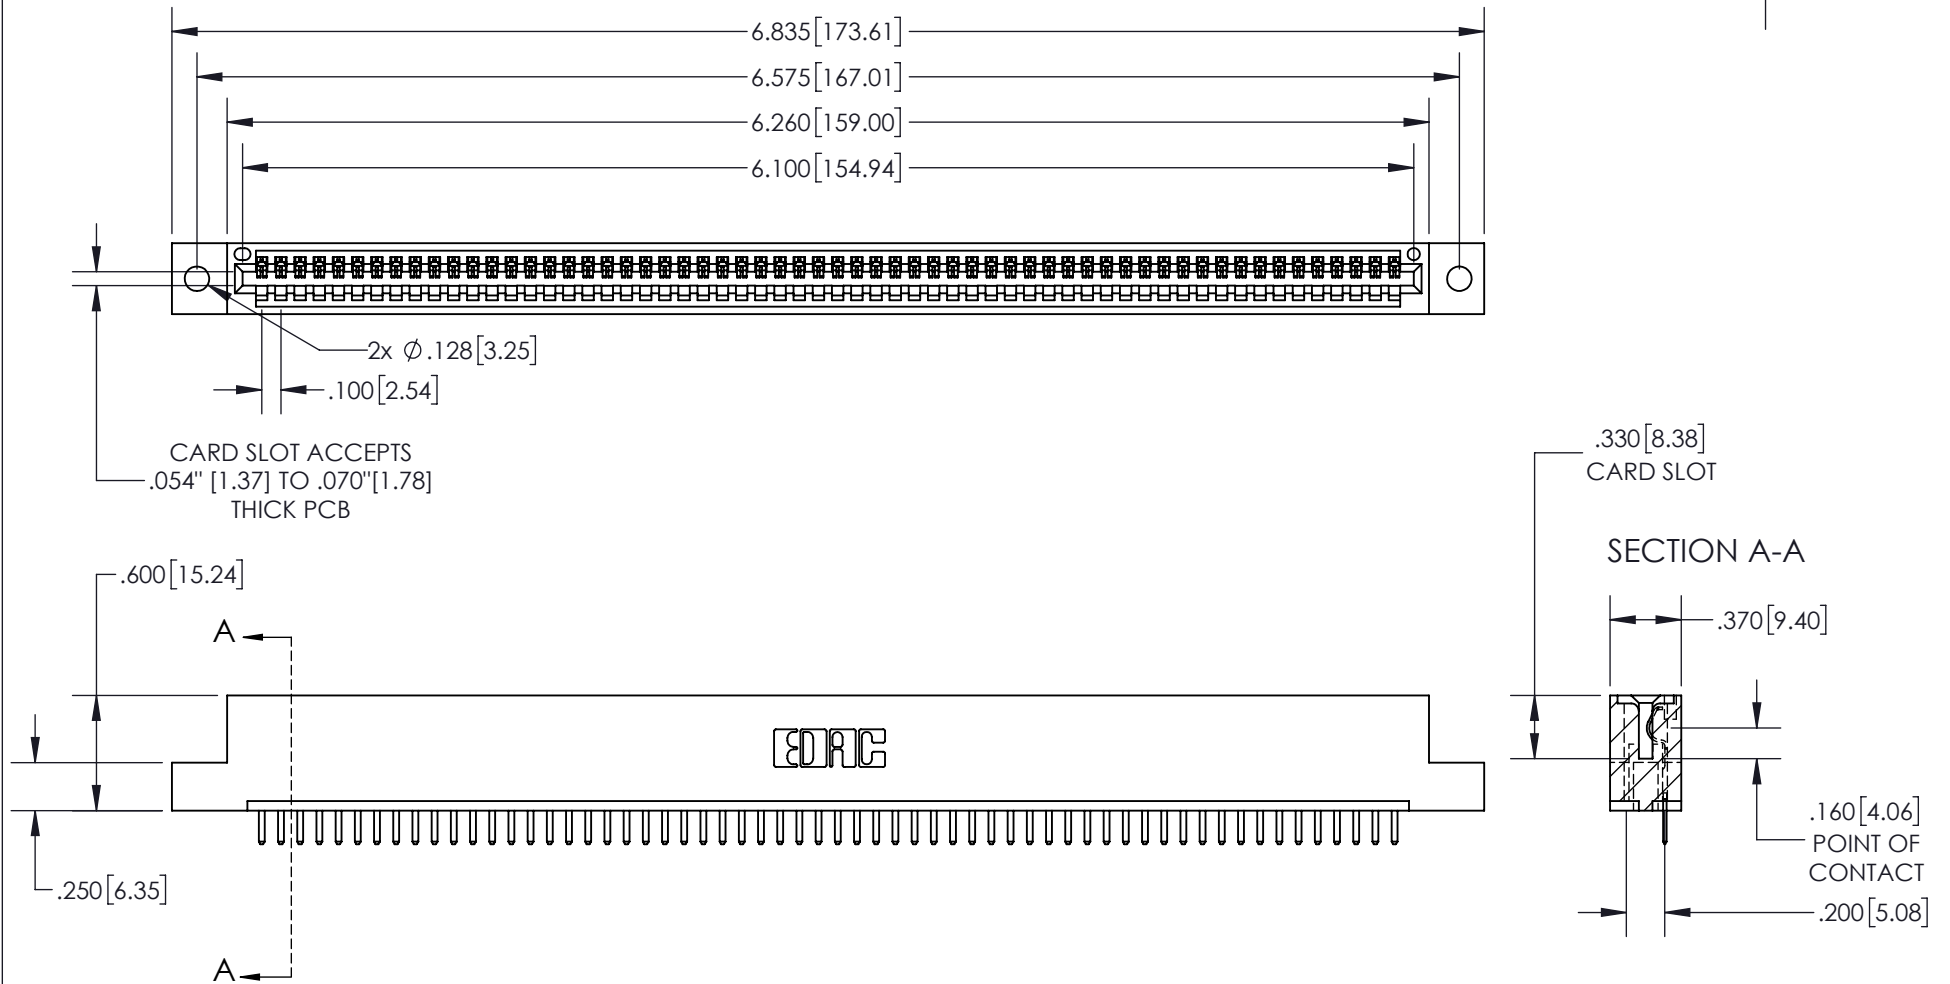 6.835[173.61]
6.575[167.01]
6.260[159.00]
6.100[154.94]
2x Ø.128[3.25]
.100[2.54]
CARD SLOT ACCEPTS
.054" [1.37] TO .070"[1.78]
THICK PCB
.330[8.38]
CARD SLOT
SECTION A-A
.600[15.24]
.370[9.40]
A
EDAC
.160[4.06]
POINT OF
CONTACT
.250[6.35]
.200[5.08]
A